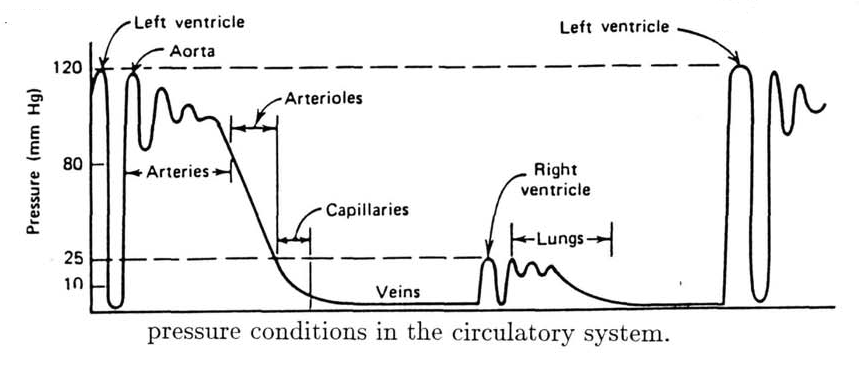 Left ventricle
Aorta
Left ventricle
120
Arterioles
Pressure (mm Hg)
80
Arteries
Right
ventricle
Capillaries
Lungs
25
10
Veins
pressure conditions in the circulatory system.